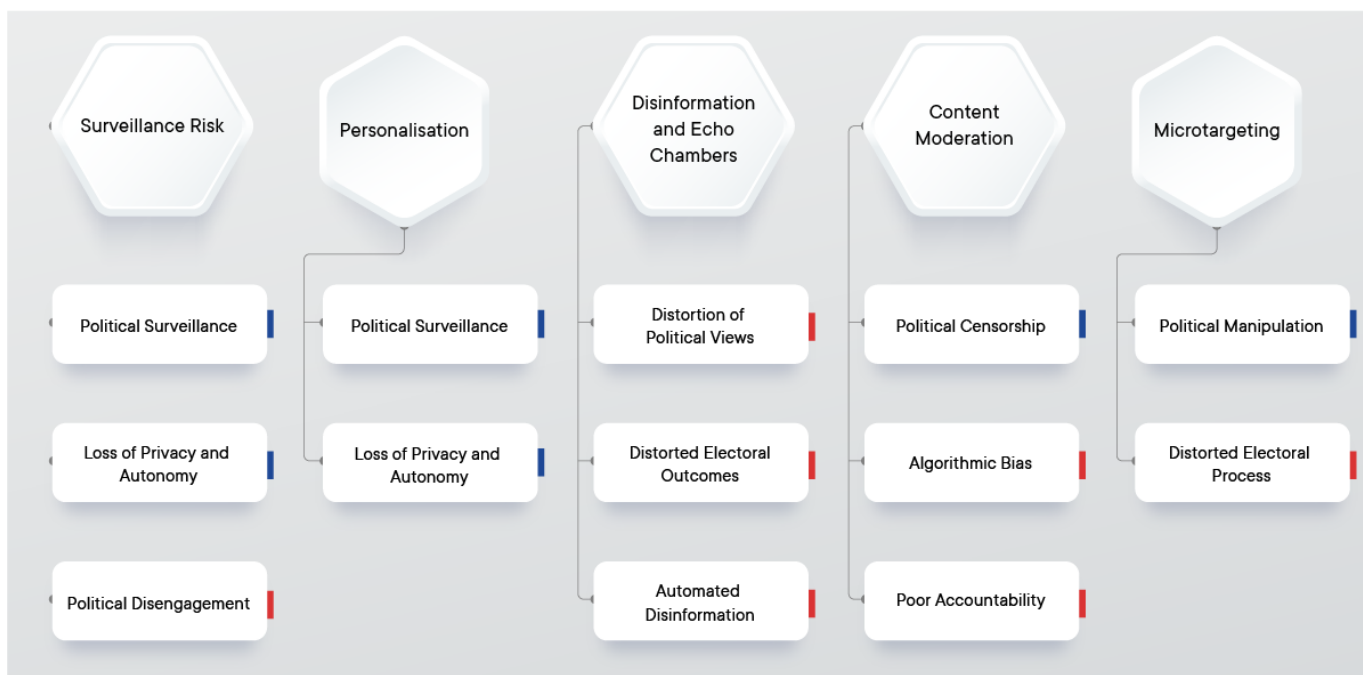 Surveillance Risk
Personalisation
Disinformation
and Echo
Chambers
Content
Moderation
Microtargeting
Political Surveillance
Political Surveillance
Distortion of
Political Views
Political Censorship
Political Manipulation
Loss of Privacy and
Autonomy
Loss of Privacy and
Autonomy
Distorted Electoral
Outcomes
Algorithmic Bias
Distorted Electoral
Process
Political Disengagement
Automated
Disinformation
Poor Accountability